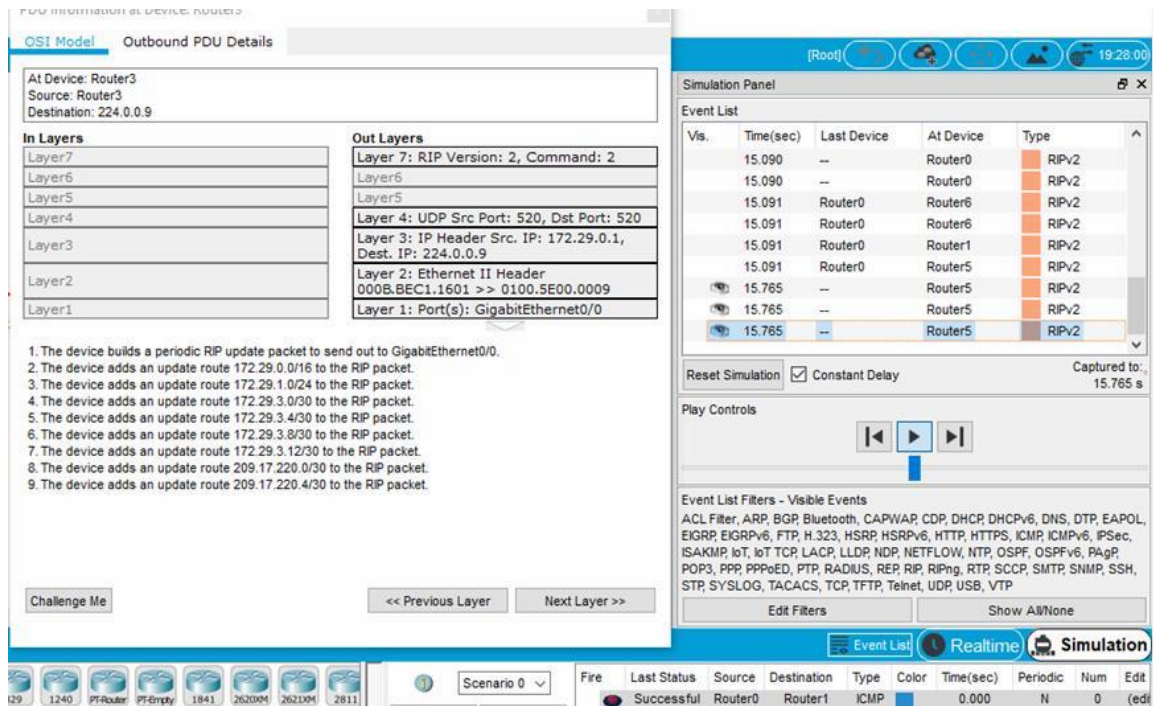 PDU Information at Device: Router3
OSI Model Outbound PDU Details
At Device: Router3
Source: Router3
Destination: 224.0.0.9
In Layers
Layer7
Layer6
Layer5
Layer4
Layer3
Layer2
Layer1
Out Layers
Layer 7: RIP Version: 2, Command: 2
Layer6
Layer5
Layer 4: UDP Src Port: 520, Dst Port: 520
Layer 3: IP Header Src. IP: 172.29.0.1,
Dest. IP: 224.0.0.9
Layer 2: Ethernet II Header
000B.BEC1.1601 >> 0100.5E00.0009
Layer 1: Port(s): GigabitEthernet0/0
1. The device builds a periodic RIP update packet to send out to GigabitEthernet0/0.
2. The device adds an update route 172.29.0.0/16 to the RIP packet.
3. The device adds an update route 172.29.1.0/24 to the RIP packet.
4. The device adds an update route 172.29.3.0/30 to the RIP packet.
5. The device adds an update route 172.29.3.4/30 to the RIP packet.
6. The device adds an update route 172.29.3.8/30 to the RIP packet.
7. The device adds an update route 172.29.3.12/30 to the RIP packet.
8. The device adds an update route 209.17.220.0/30 to the RIP packet.
9. The device adds an update route 209.17.220.4/30 to the RIP packet.
Challenge Me << Previous Layer Next Layer >>
[Root] 19:28:00
Simulation Panel
Event List
Vis. Time(sec) Last Device At Device Type
15.090 -- Router0 RIPv2
15.090 -- Router0 RIPv2
15.091 Router0 Router6 RIPv2
15.091 Router0 Router6 RIPv2
15.091 Router0 Router1 RIPv2
15.091 Router0 Router5 RIPv2
15.765 -- Router5 RIPv2
15.765 -- Router5 RIPv2
15.765 -- Router5 RIPv2
Reset Simulation Constant Delay
Captured to:
15.765 s
Play Controls
Event List Filters - Visible Events
ACL Filter, ARP, BGP, Bluetooth, CAPWAP, CDP, DHCP, DHCPv6, DNS, DTP, EAPOL,
EIGRP, EIGRPv6, FTP, H.323, HSRP, HSRPv6, HTTP, HTTPS, ICMP, ICMPv6, IPSec,
ISAKMP, IoT, IoT TCP, LACP, LLDP, NDP, NETFLOW, NTP, OSPF, OSPFv6, PAgP,
POP3, PPP, PPPoED, PTP, RADIUS, REP, RIP, RIPng, RTP, SCCP, SMTP, SNMP, SSH,
STP, SYSLOG, TACACS, TCP, TFTP, Telnet, UDP, USB, VTP
Edit Filters Show All/None
Event List Realtime Simulation
829 1240 PT-Router PT-Empty 1841 2620XM 2621XM 2811
Scenario 0
Fire Last Status Source Destination Type Color Time(sec) Periodic Num Edit
Successful Router0 Router1 ICMP 0.000 N 0 (edi